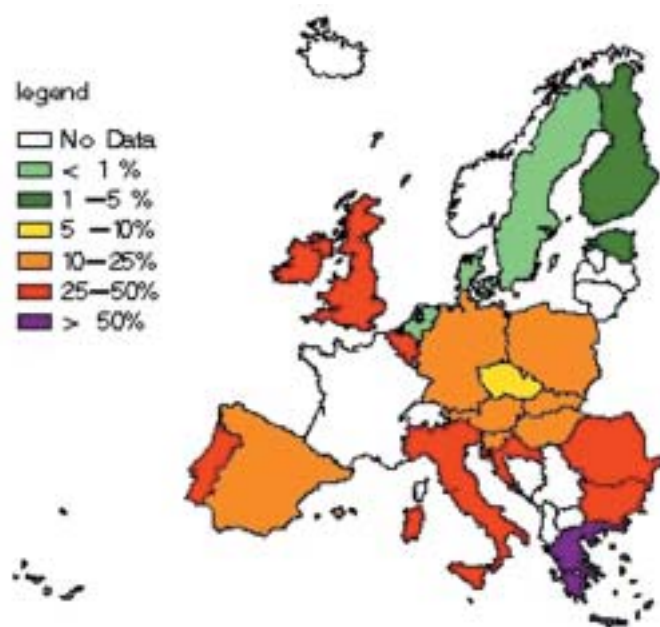 legend
No Data
< 1 %
1 –5 %
5 –10%
10–25%
25–50%
> 50%